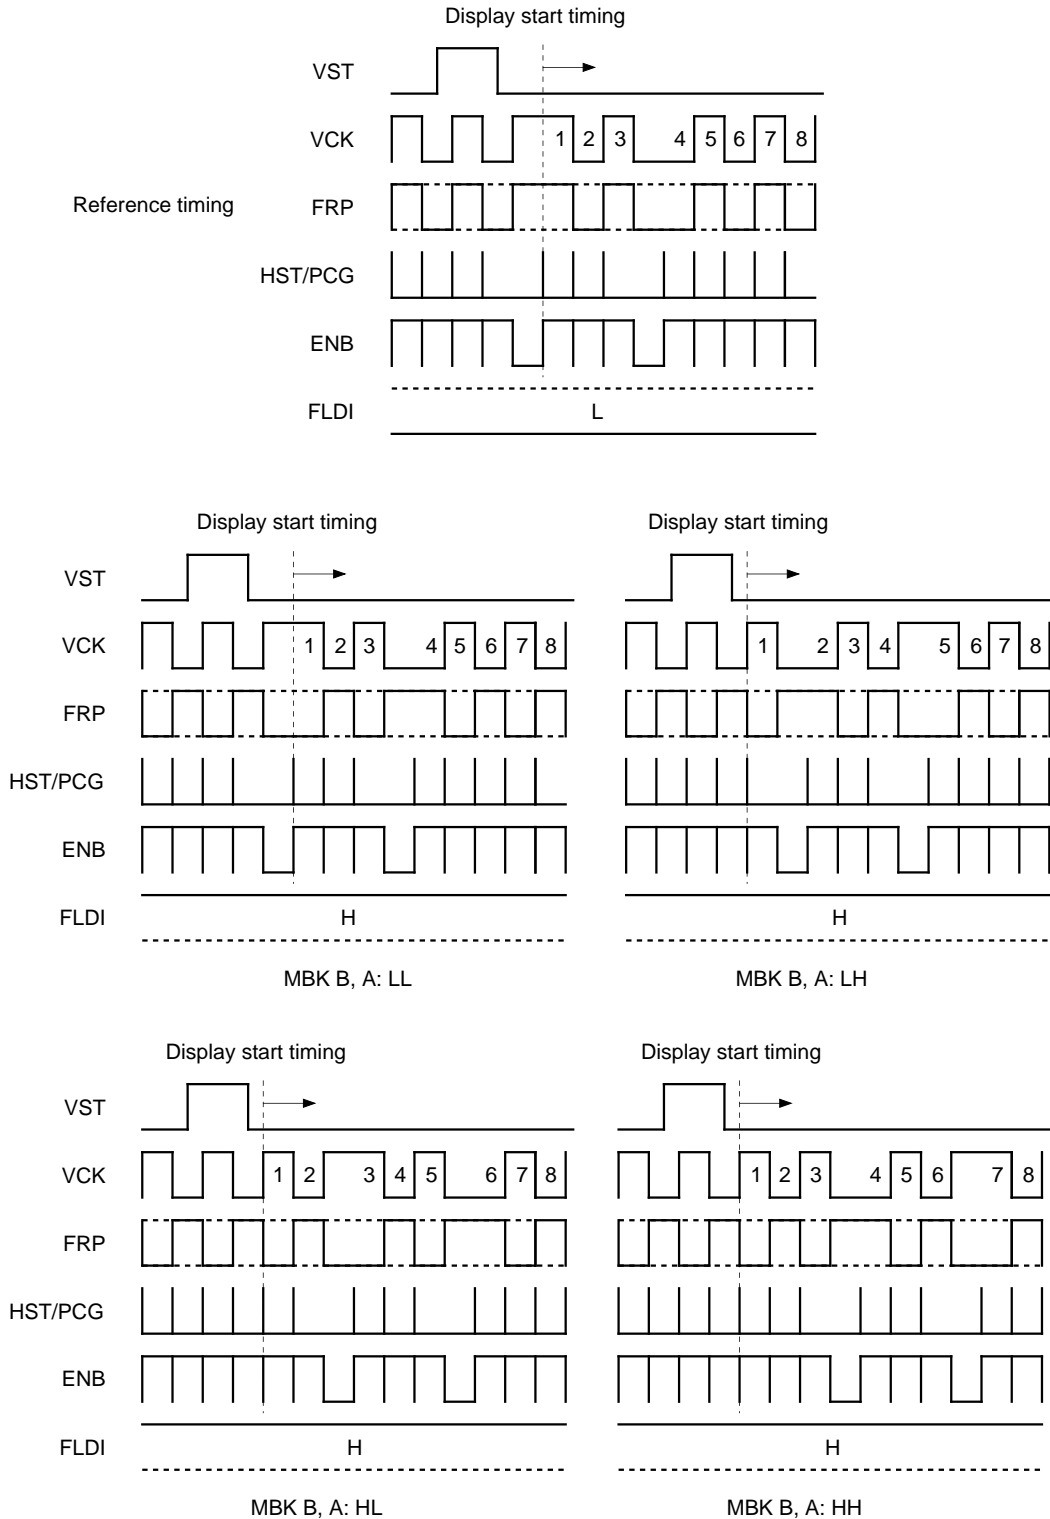 Display start timing
VST
VCK 1 2 3 4 5 6 7 8
Reference timing
FRP
HST/PCG
ENB
FLDI L
Display start timing
VST
VCK 1 2 3 4 5 6 7 8
FRP
HST/PCG
ENB
FLDI H
MBK B, A: LL
Display start timing
1 2 3 4 5 6 7 8
H
MBK B, A: LH
Display start timing
VST
VCK 1 2 3 4 5 6 7 8
FRP
HST/PCG
ENB
FLDI H
MBK B, A: HL
Display start timing
1 2 3 4 5 6 7 8
H
MBK B, A: HH